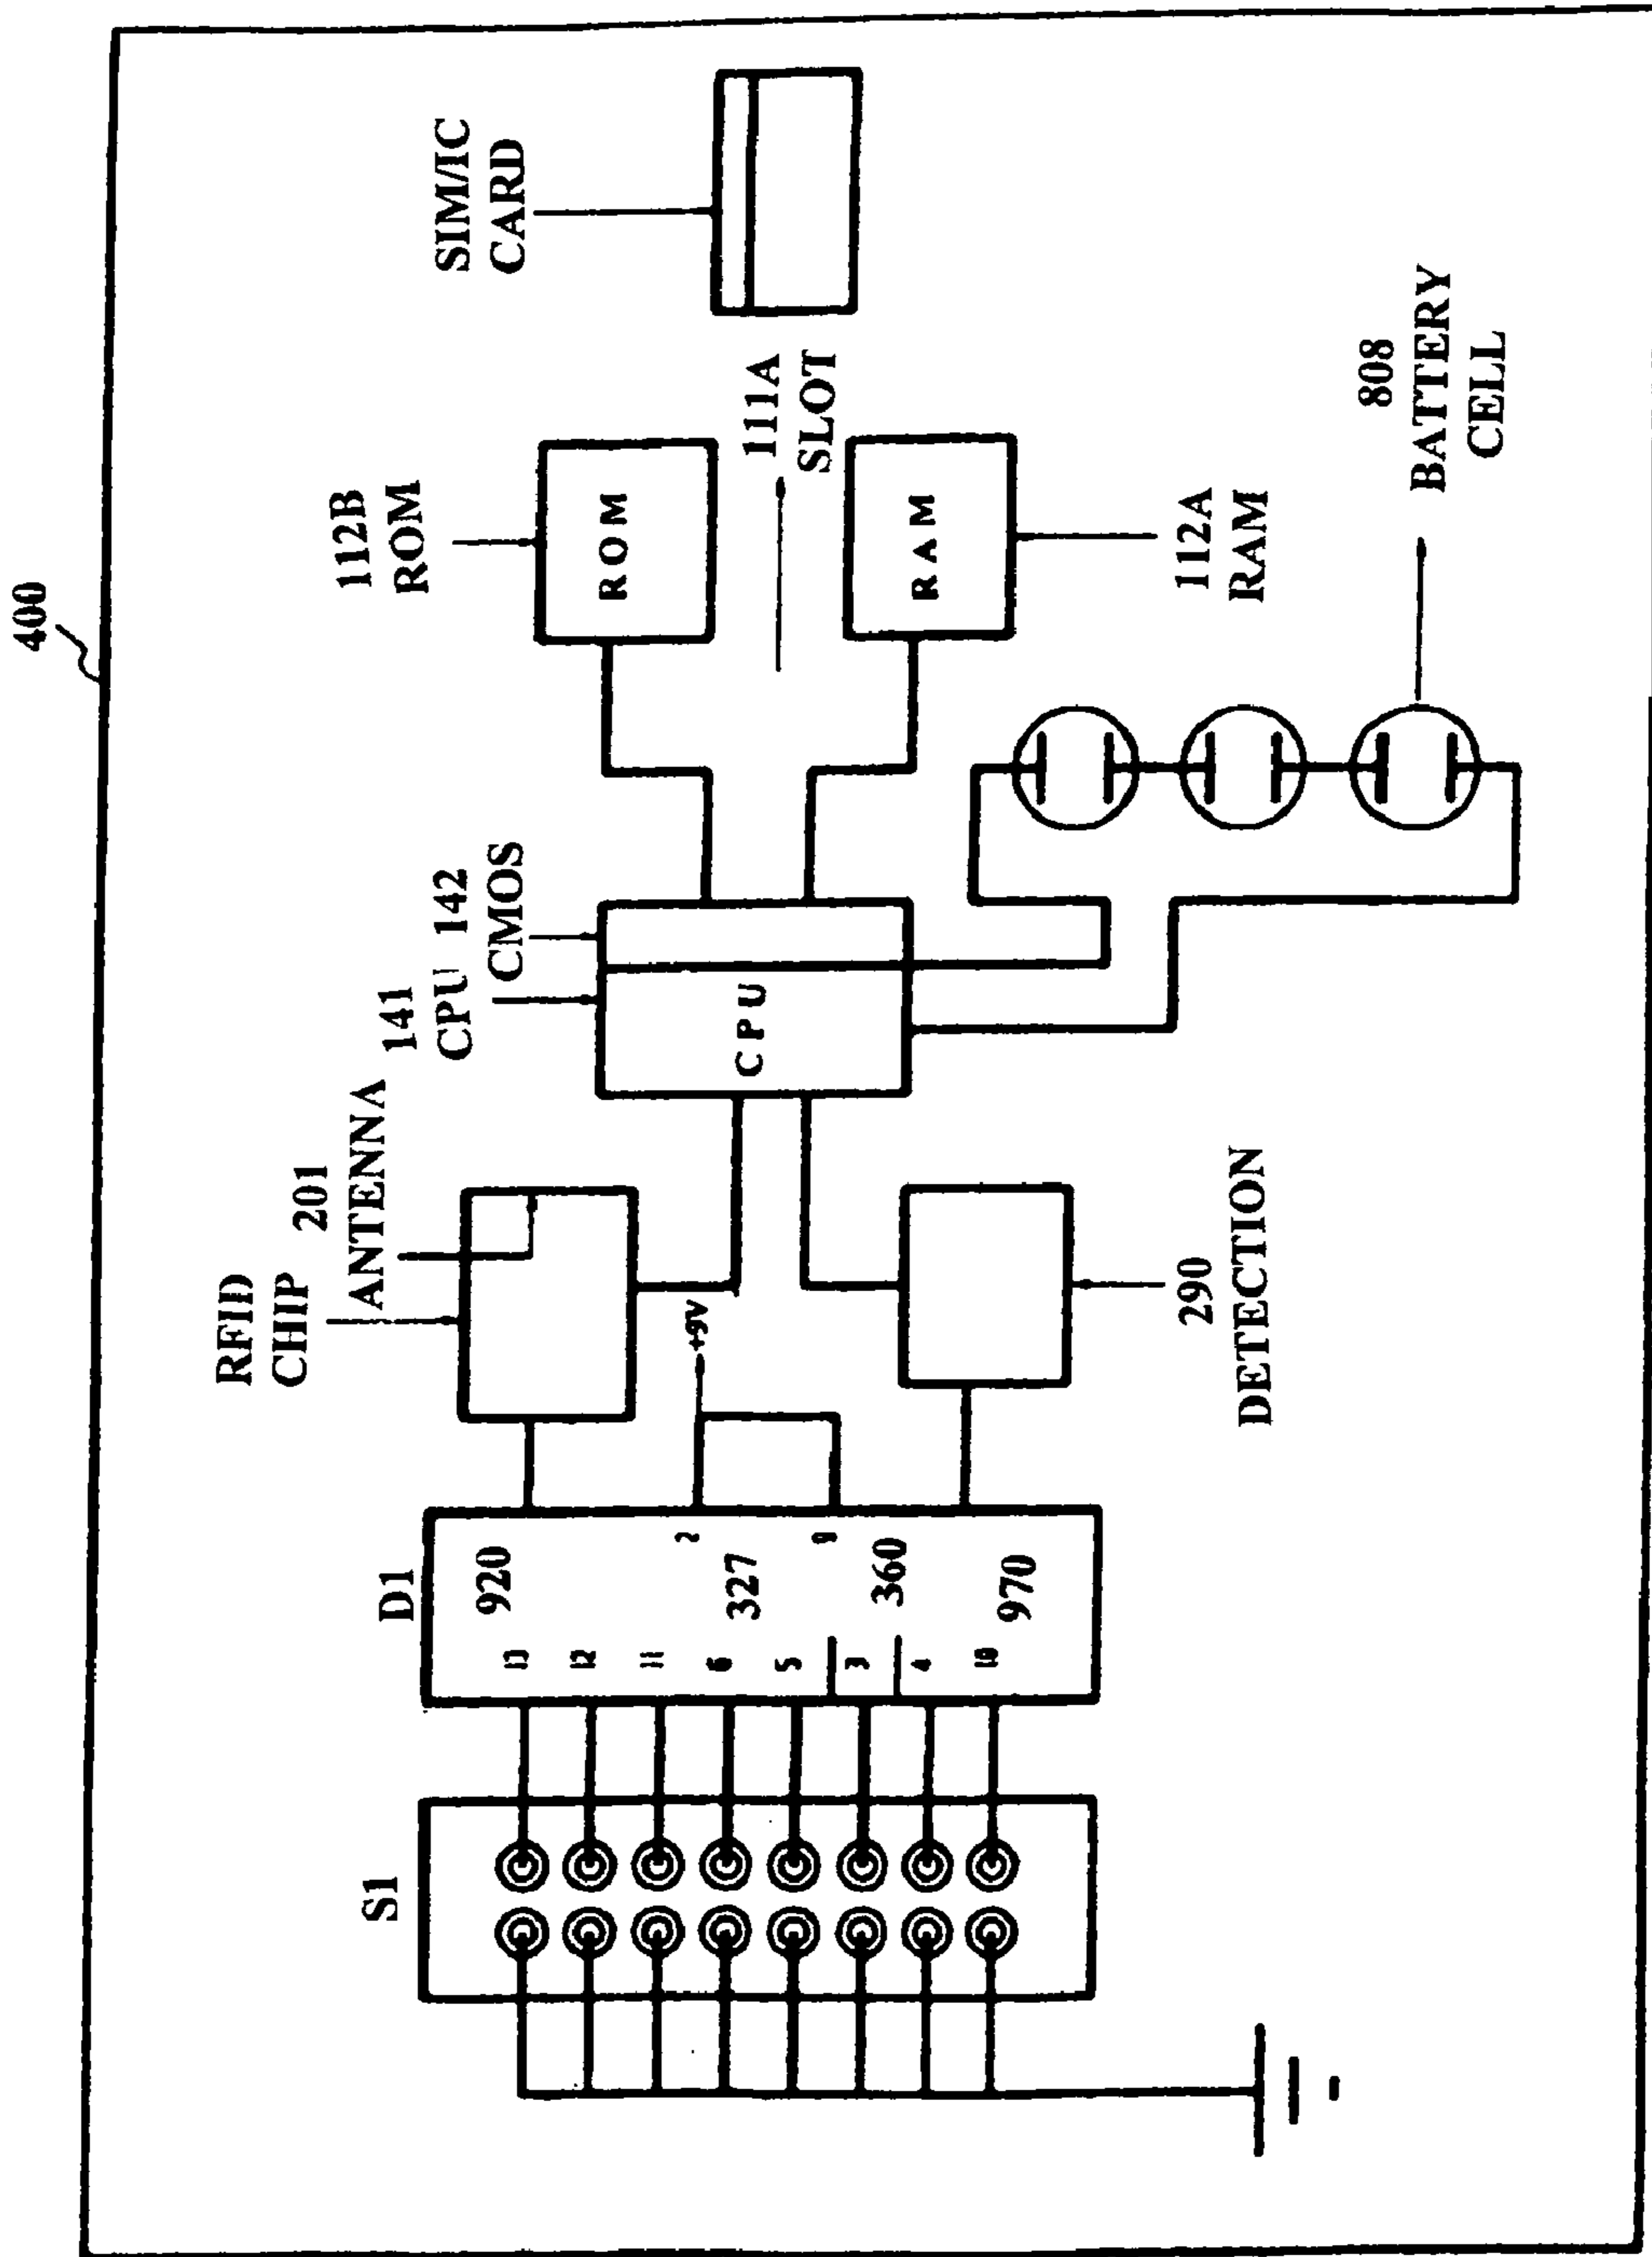 400
SIM/IC
CARD
112B
ROM
ROM
111A
SLOT
RAM
112A
RAM
808
BATTERY
CELL
141
CPU 142
CMOS
CPU
RFID
CHIP
201
ANTENNA
+9V
290
DETECTION
D1
920
2
327
9
360
970
13
12
11
6
5
3
4
10
S1